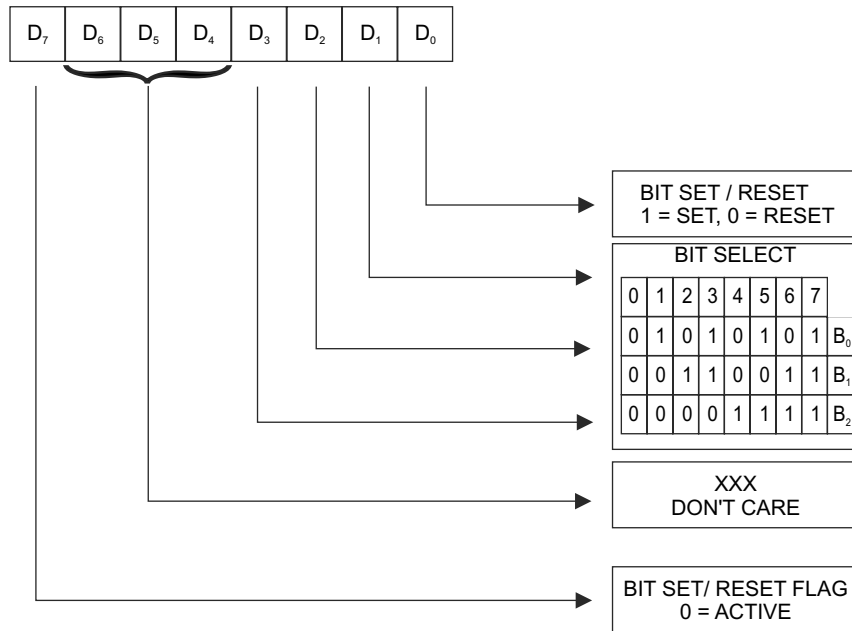 D₇ D₆ D₅ D₄ D₃ D₂ D₁ D₀
BIT SET / RESET
1 = SET, 0 = RESET
BIT SELECT
0 1 2 3 4 5 6 7
0 1 0 1 0 1 0 1 B₀
0 0 1 1 0 0 1 1 B₁
0 0 0 0 1 1 1 1 B₂
XXX
DON'T CARE
BIT SET/ RESET FLAG
0 = ACTIVE